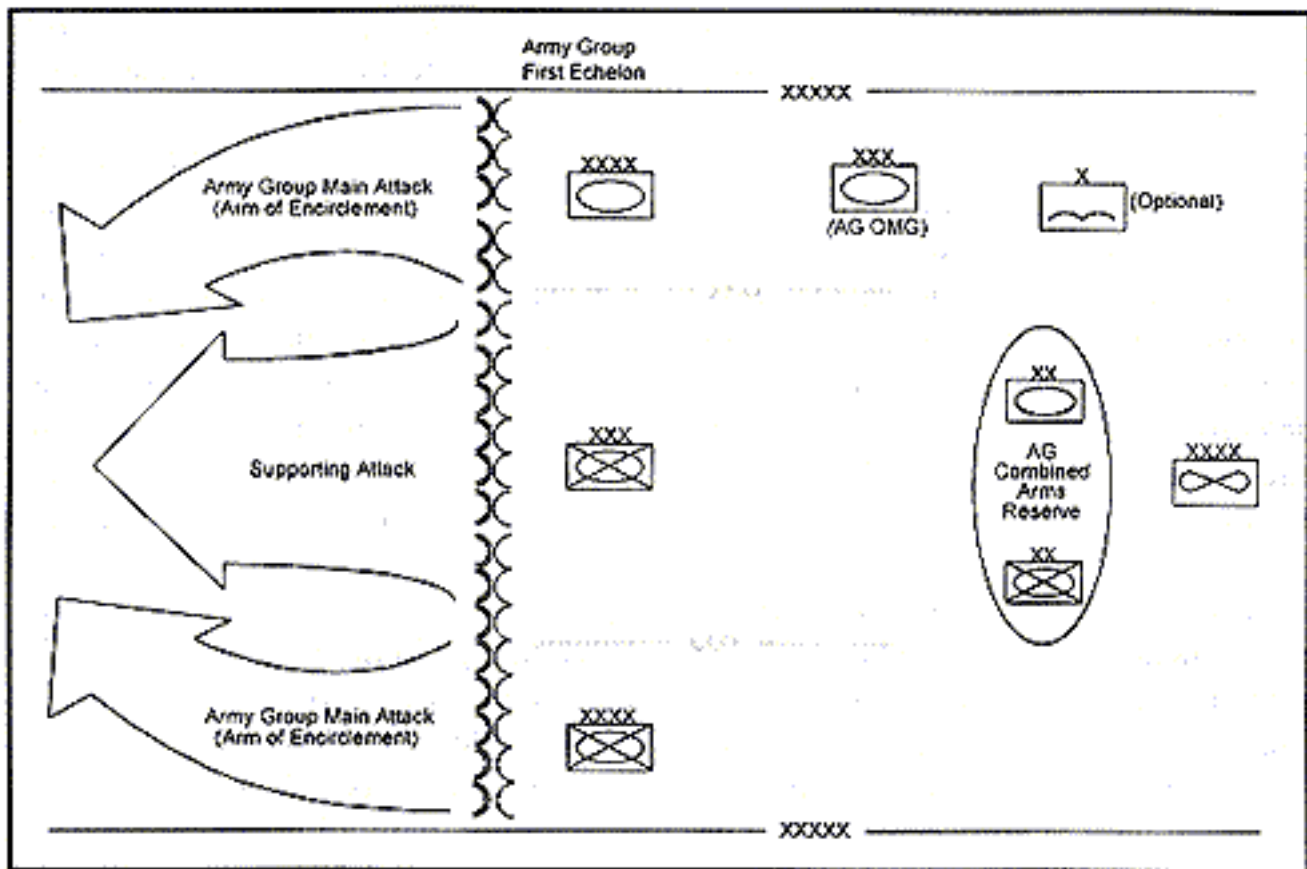 Army Group
First Echelon
XXXXX
Army Group Main Attack
(Arm of Encirclement)
XXXX
XXX
(AG OMG)
X
(Optional)
Supporting Attack
XXX
XX
AG
Combined
Arms
Reserve
XX
XXXX
Army Group Main Attack
(Arm of Encirclement)
XXXX
XXXXX